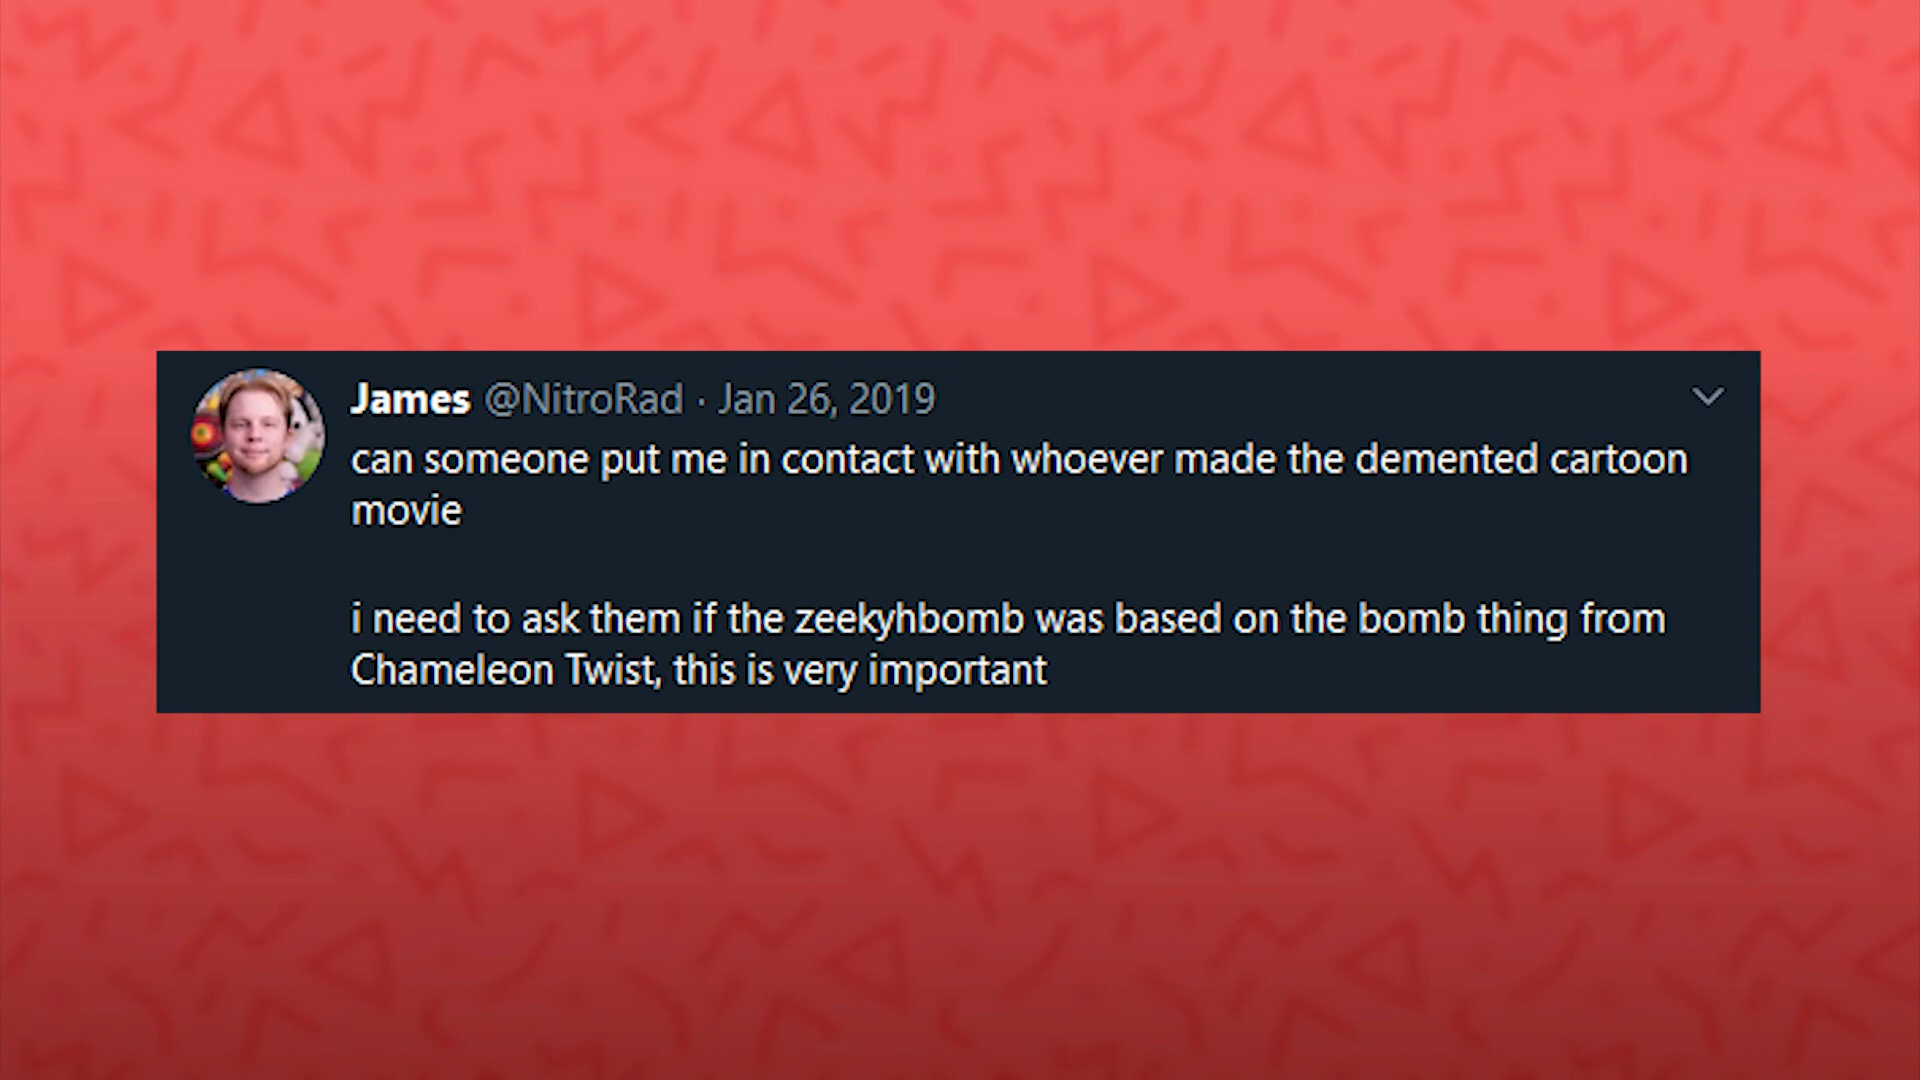 James @NitroRad · Jan 26, 2019
can someone put me in contact with whoever made the demented cartoon
movie
i need to ask them if the zeekyhbomb was based on the bomb thing from
Chameleon Twist, this is very important